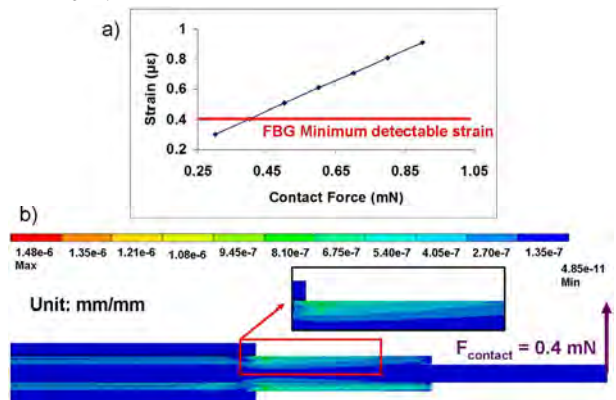 a)
Strain (µε)
1
0.8
0.6
0.4
0.2
FBG Minimum detectable strain
0.25 0.45 0.65 0.85 1.05
Contact Force (mN)
b)
1.48e-6 1.35e-6 1.21e-6 1.08e-6 9.45e-7 8.10e-7 6.75e-7 5.40e-7 4.05e-7 2.70e-7 1.35e-7
Max
4.85e-11
Min
Unit: mm/mm
Fcontact = 0.4 mN